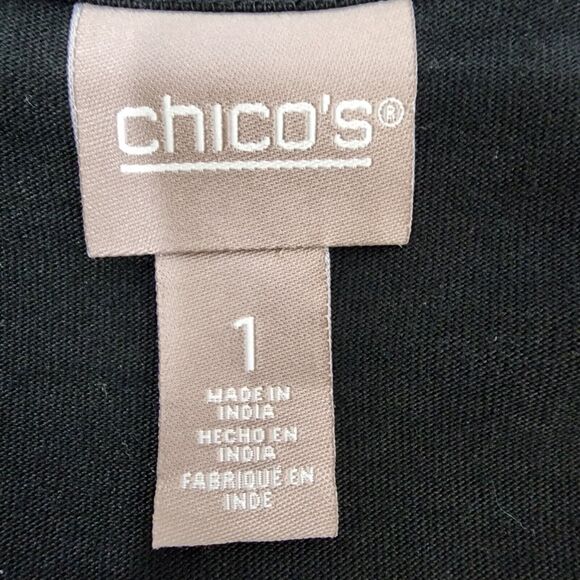 chico's®
1
MADE IN
INDIA
HECHO EN
INDIA
FABRIQUÉ EN
INDE